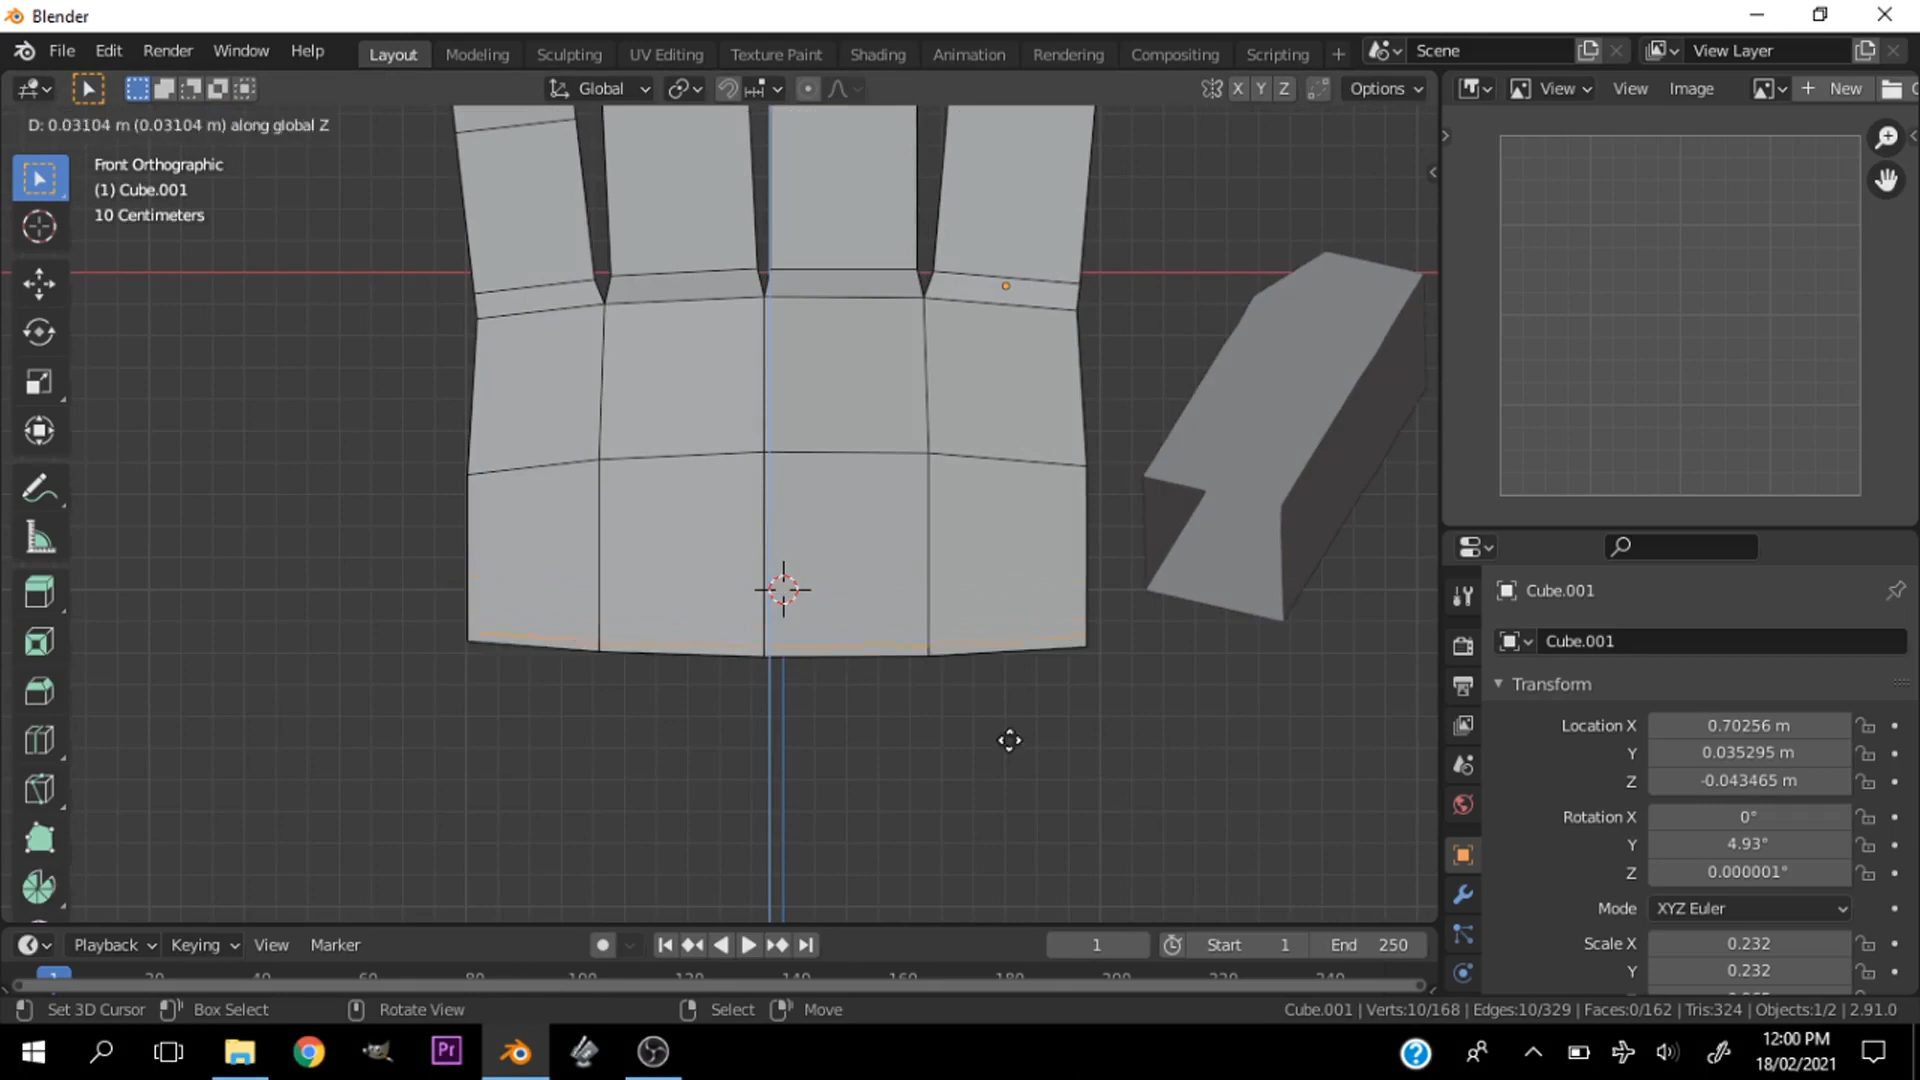 Blender
File Edit Render Window Help Layout Modeling Sculpting UV Editing Texture Paint Shading Animation Rendering Compositing Scripting + Scene View Layer
Global X Y Z Options View View Image New
D: 0.03104 m (0.03104 m) along global Z
Front Orthographic
(1) Cube.001
10 Centimeters
Cube.001
Cube.001
Transform
Location X 0.70256 m
Y 0.035295 m
Z -0.043465 m
Rotation X 0°
Y 4.93°
Z 0.000001°
Mode XYZ Euler
Scale X 0.232
Y 0.232
Playback Keying View Marker 1 Start 1 End 250
1
Set 3D Cursor Box Select Rotate View Select Move Cube.001 | Verts:10/168 | Edges:10/329 | Faces:0/162 | Tris:324 | Objects:1/2 | 2.91.0
Pr
12:00 PM
18/02/2021